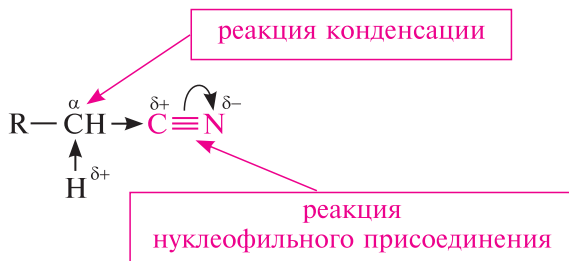 реакция конденсации
α δ+ δ−
R—CH→C≡N
H δ+
реакция
нуклеофильного присоединения